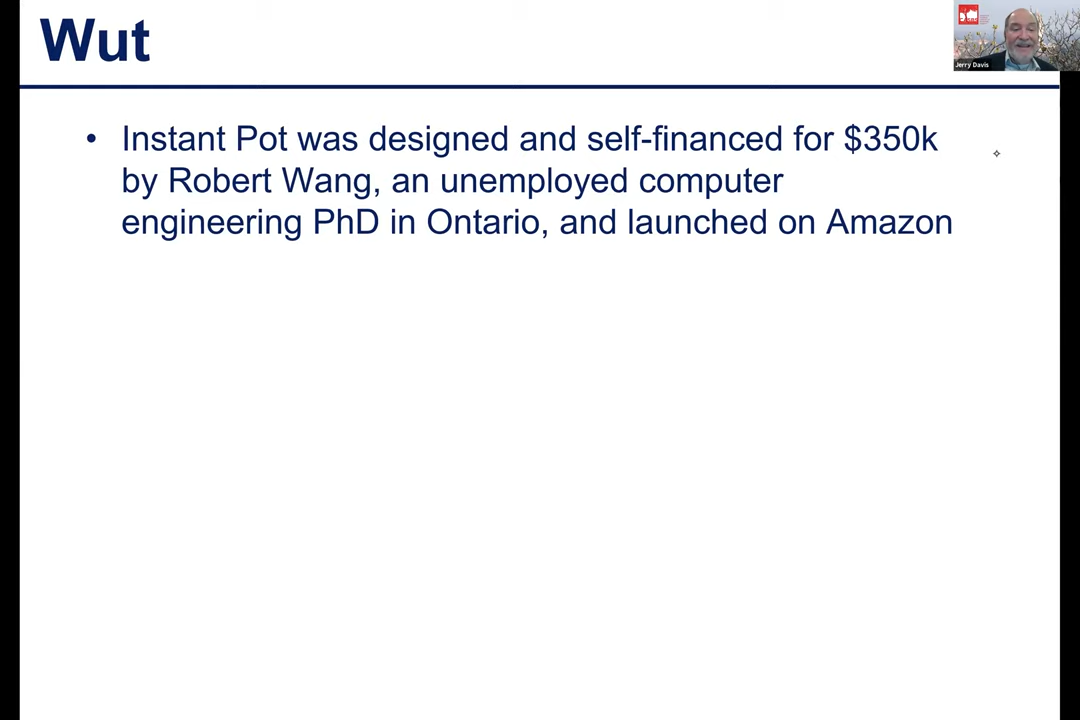 Wut
Jerry Davis
• Instant Pot was designed and self-financed for $350k
by Robert Wang, an unemployed computer
engineering PhD in Ontario, and launched on Amazon